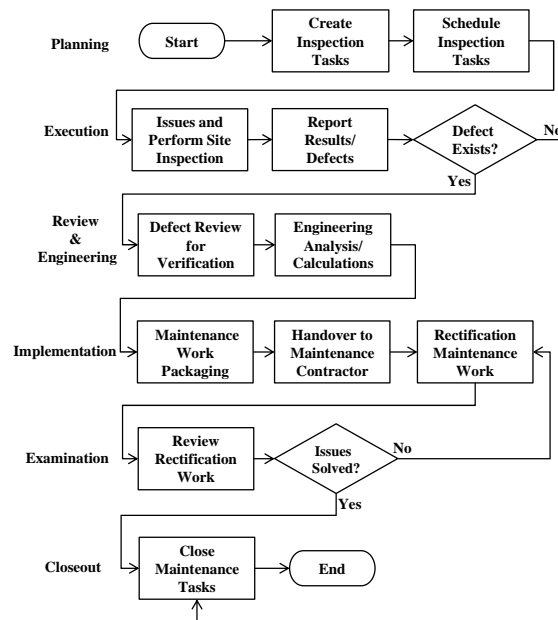 Planning
Start
Create
Inspection
Tasks
Schedule
Inspection
Tasks
Execution
Issues and
Perform Site
Inspection
Report
Results/
Defects
Defect
Exists?
No
Yes
Review
&
Engineering
Defect Review
for
Verification
Engineering
Analysis/
Calculations
Implementation
Maintenance
Work
Packaging
Handover to
Maintenance
Contractor
Rectification
Maintenance
Work
Examination
Review
Rectification
Work
Issues
Solved?
No
Yes
Closeout
Close
Maintenance
Tasks
End